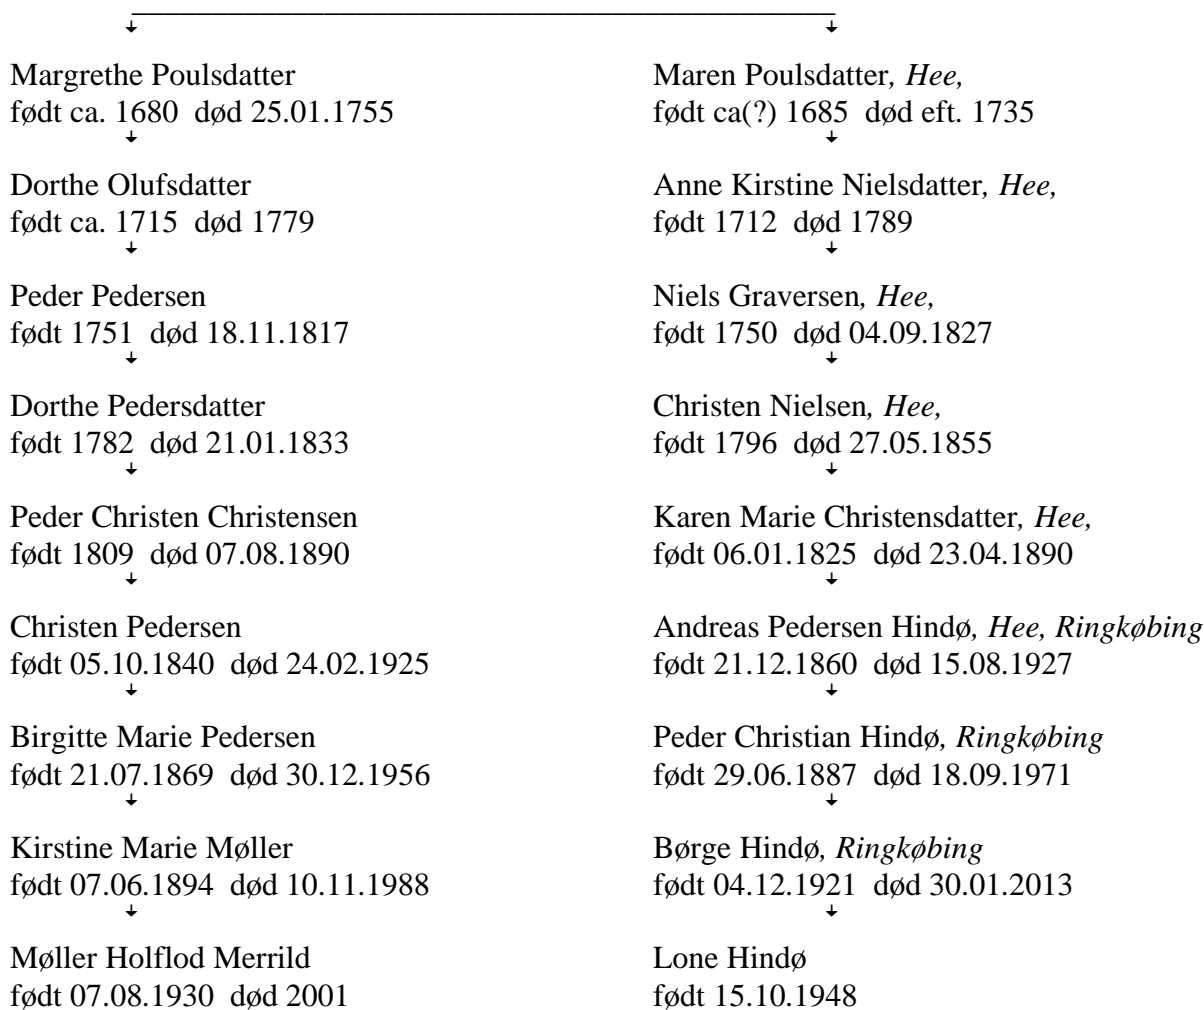 Margrethe Poulsdatter
født ca. 1680 død 25.01.1755
Dorthe Olufsdatter
født ca. 1715 død 1779
Peder Pedersen
født 1751 død 18.11.1817
Dorthe Pedersdatter
født 1782 død 21.01.1833
Peder Christen Christensen
født 1809 død 07.08.1890
Christen Pedersen
født 05.10.1840 død 24.02.1925
Birgitte Marie Pedersen
født 21.07.1869 død 30.12.1956
Kirstine Marie Møller
født 07.06.1894 død 10.11.1988
Møller Holflod Merrild
født 07.08.1930 død 2001
Maren Poulsdatter, Hee,
født ca(?) 1685 død eft. 1735
Anne Kirstine Nielsdatter, Hee,
født 1712 død 1789
Niels Graversen, Hee,
født 1750 død 04.09.1827
Christen Nielsen, Hee,
født 1796 død 27.05.1855
Karen Marie Christensdatter, Hee,
født 06.01.1825 død 23.04.1890
Andreas Pedersen Hindø, Hee, Ringkøbing
født 21.12.1860 død 15.08.1927
Peder Christian Hindø, Ringkøbing
født 29.06.1887 død 18.09.1971
Børge Hindø, Ringkøbing
født 04.12.1921 død 30.01.2013
Lone Hindø
født 15.10.1948